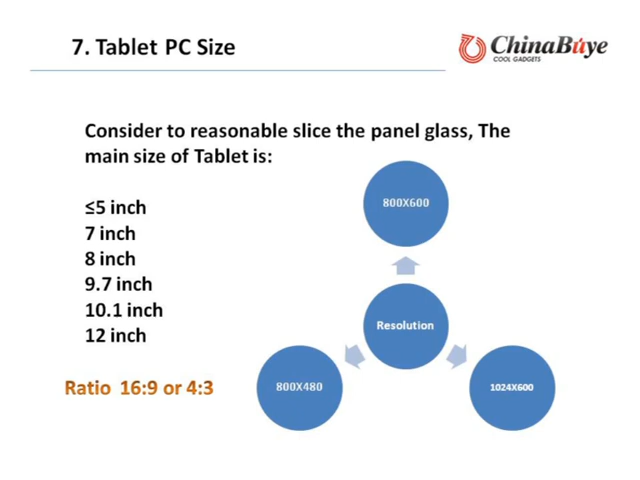 7. Tablet PC Size
ChinaBuye
COOL GADGETS
Consider to reasonable slice the panel glass, The
main size of Tablet is:
≤5 inch
7 inch
8 inch
9.7 inch
10.1 inch
12 inch
Ratio 16:9 or 4:3
800X600
Resolution
800X480
1024X600